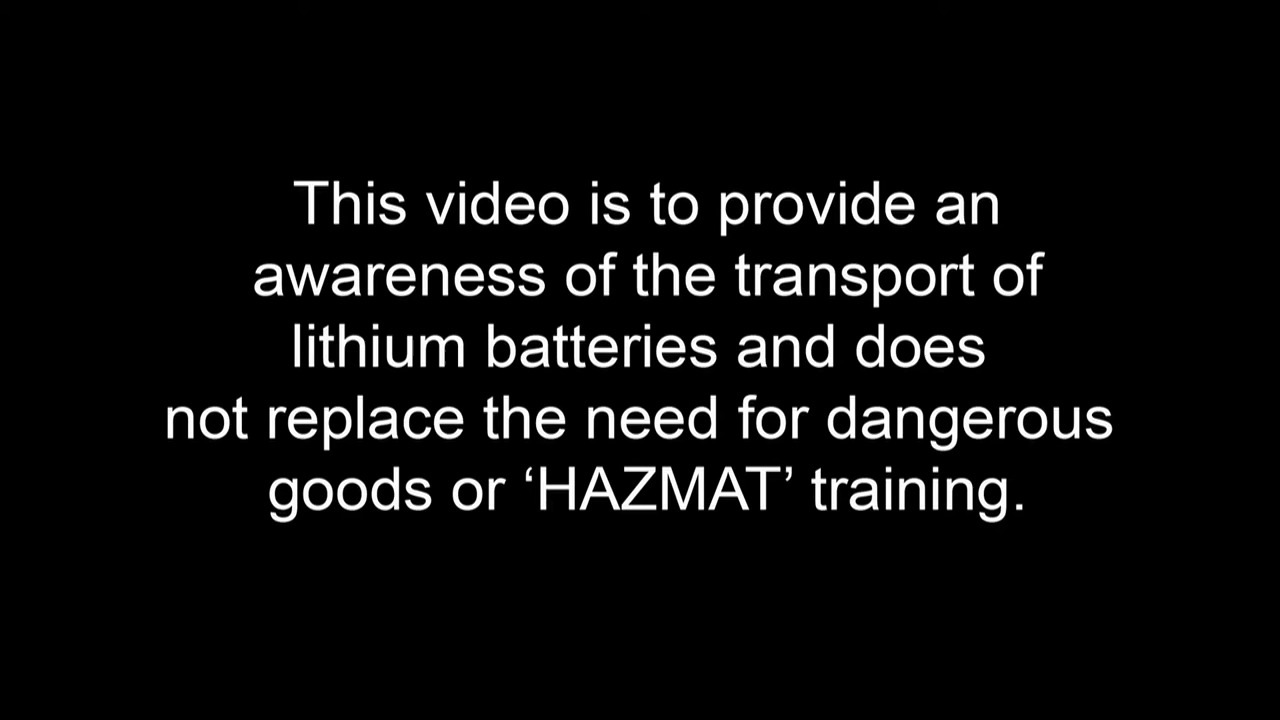 This video is to provide an
awareness of the transport of
lithium batteries and does
not replace the need for dangerous
goods or ‘HAZMAT’ training.